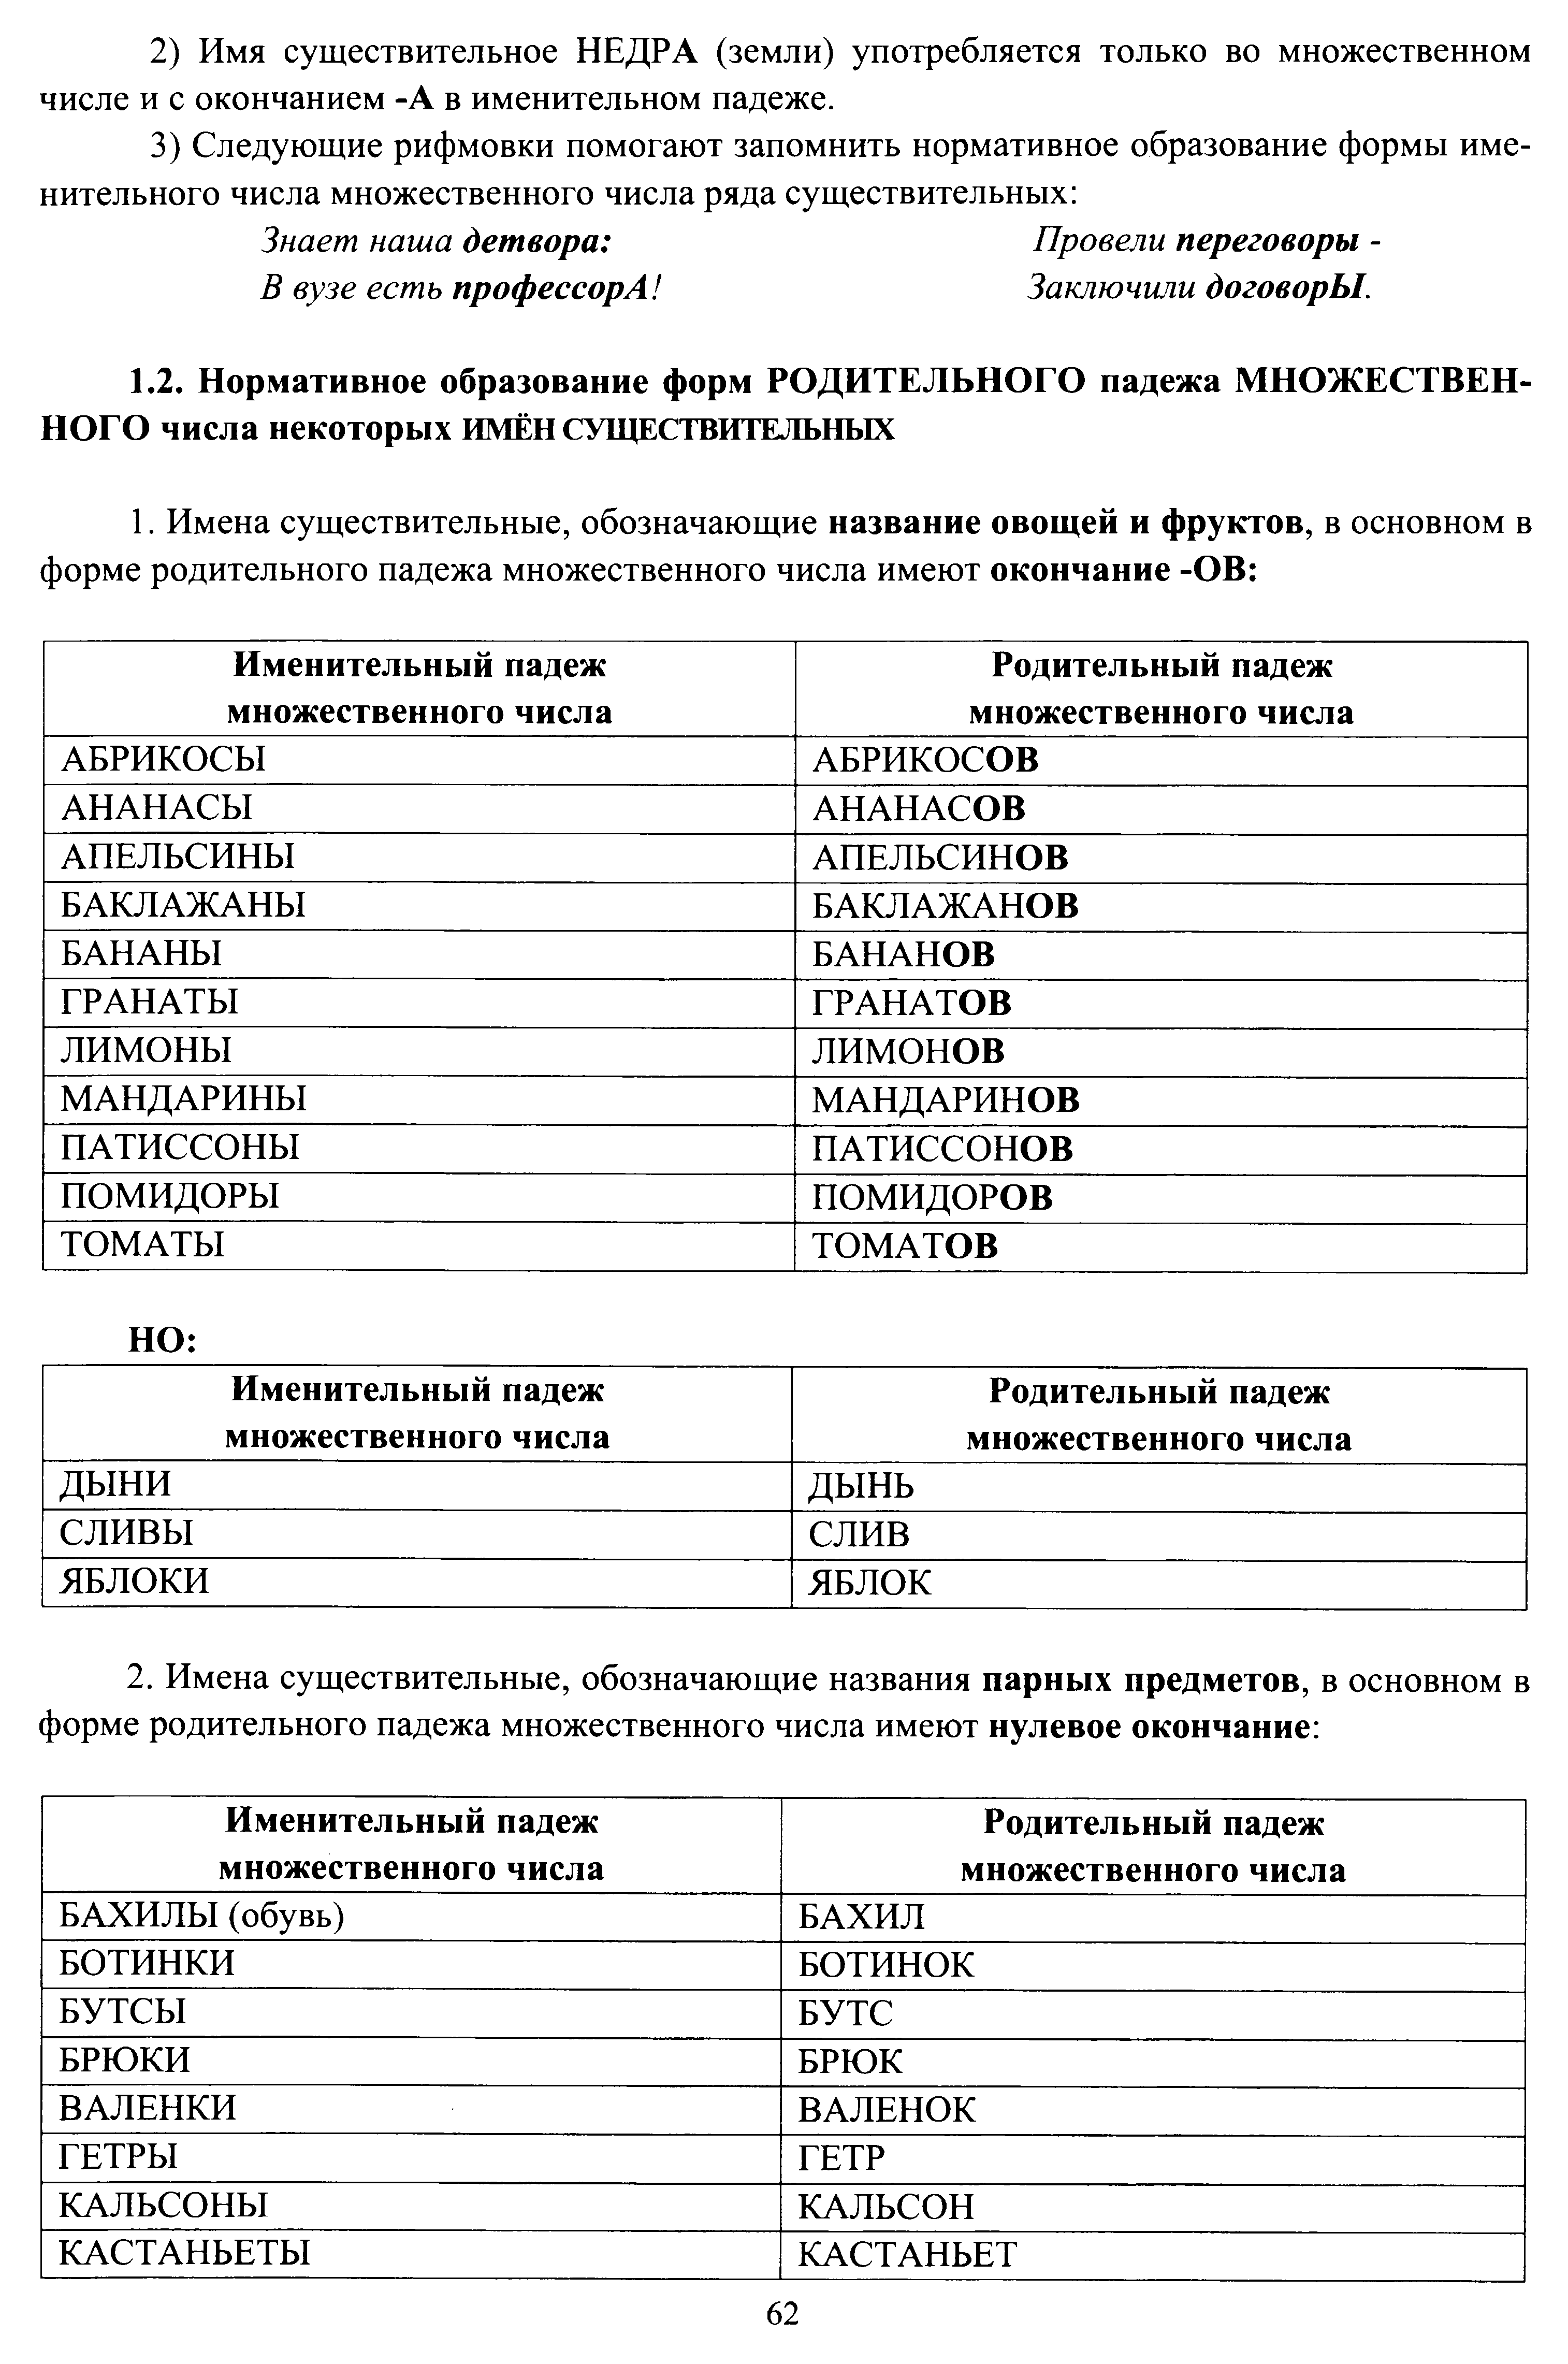 2) Имя существительное НЕДРА (земли) употребляется только во множественном
числе и с окончанием -А в именительном падеже.
3) Следующие рифмовки помогают запомнить нормативное образование формы име-
нительного числа множественного числа ряда существительных:
Знает наша детвора: Провели переговоры -
В вузе есть профессорА! Заключили договорЫ.
1.2. Нормативное образование форм РОДИТЕЛЬНОГО падежа МНОЖЕСТВЕН-
НОГО числа некоторых ИМЁН СУЩЕСТВИТЕЛЬНЫХ
1. Имена существительные, обозначающие название овощей и фруктов, в основном в
форме родительного падежа множественного числа имеют окончание -ОВ:
Именительный падеж Родительный падеж
множественного числа множественного числа
АБРИКОСЫ АБРИКОСОВ
АНАНАСЫ АНАНАСОВ
АПЕЛЬСИНЫ АПЕЛЬСИНОВ
БАКЛАЖАНЫ БАКЛАЖАНОВ
БАНАНЫ БАНАНОВ
ГРАНАТЫ ГРАНАТОВ
ЛИМОНЫ ЛИМОНОВ
МАНДАРИНЫ МАНДАРИНОВ
ПАТИССОНЫ ПАТИССОНОВ
ПОМИДОРЫ ПОМИДОРОВ
ТОМАТЫ ТОМАТОВ
НО:
Именительный падеж Родительный падеж
множественного числа множественного числа
ДЫНИ ДЫНЬ
СЛИВЫ СЛИВ
ЯБЛОКИ ЯБЛОК
2. Имена существительные, обозначающие названия парных предметов, в основном в
форме родительного падежа множественного числа имеют нулевое окончание:
Именительный падеж Родительный падеж
множественного числа множественного числа
БАХИЛЫ (обувь) БАХИЛ
БОТИНКИ БОТИНОК
БУТСЫ БУТС
БРЮКИ БРЮК
ВАЛЕНКИ ВАЛЕНОК
ГЕТРЫ ГЕТР
КАЛЬСОНЫ КАЛЬСОН
КАСТАНЬЕТЫ КАСТАНЬЕТ
62